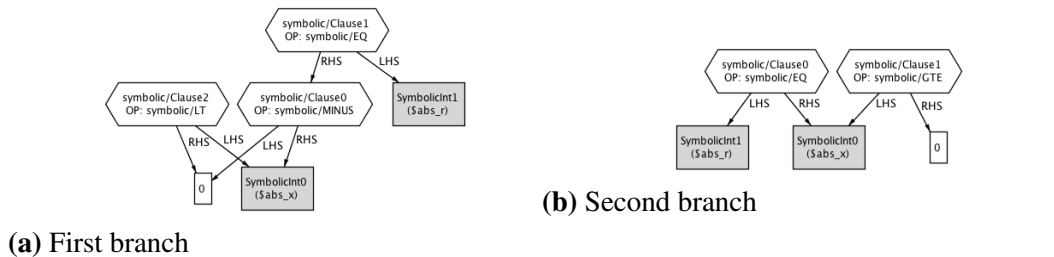 symbolic/Clause1
OP: symbolic/EQ
RHS
LHS
symbolic/Clause2
OP: symbolic/LT
symbolic/Clause0
OP: symbolic/MINUS
SymbolicInt1
($abs_r)
RHS
LHS
LHS
RHS
0
SymbolicInt0
($abs_x)
(a) First branch
symbolic/Clause0
OP: symbolic/EQ
symbolic/Clause1
OP: symbolic/GTE
LHS
RHS
LHS
RHS
SymbolicInt1
($abs_r)
SymbolicInt0
($abs_x)
0
(b) Second branch